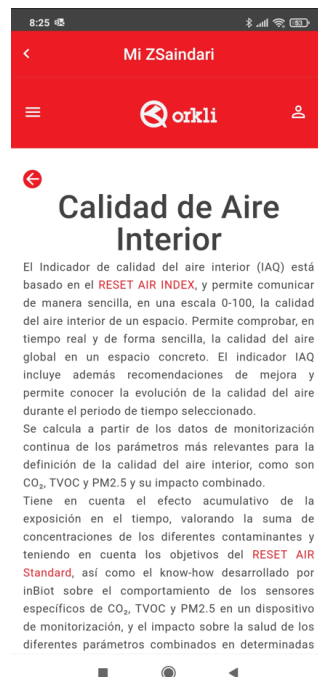 8:25
53
Mi ZSaindari
orkli
Calidad de Aire
Interior
El Indicador de calidad del aire interior (IAQ) está
basado en el RESET AIR INDEX, y permite comunicar
de manera sencilla, en una escala 0-100, la calidad
del aire interior de un espacio. Permite comprobar, en
tiempo real y de forma sencilla, la calidad del aire
global en un espacio concreto. El indicador IAQ
incluye además recomendaciones de mejora y
permite conocer la evolución de la calidad del aire
durante el periodo de tiempo seleccionado.
Se calcula a partir de los datos de monitorización
continua de los parámetros más relevantes para la
definición de la calidad del aire interior, como son
CO₂, TVOC y PM2.5 y su impacto combinado.
Tiene en cuenta el efecto acumulativo de la
exposición en el tiempo, valorando la suma de
concentraciones de los diferentes contaminantes y
teniendo en cuenta los objetivos del RESET AIR
Standard, así como el know-how desarrollado por
inBiot sobre el comportamiento de los sensores
específicos de CO₂, TVOC y PM2.5 en un dispositivo
de monitorización, y el impacto sobre la salud de los
diferentes parámetros combinados en determinadas